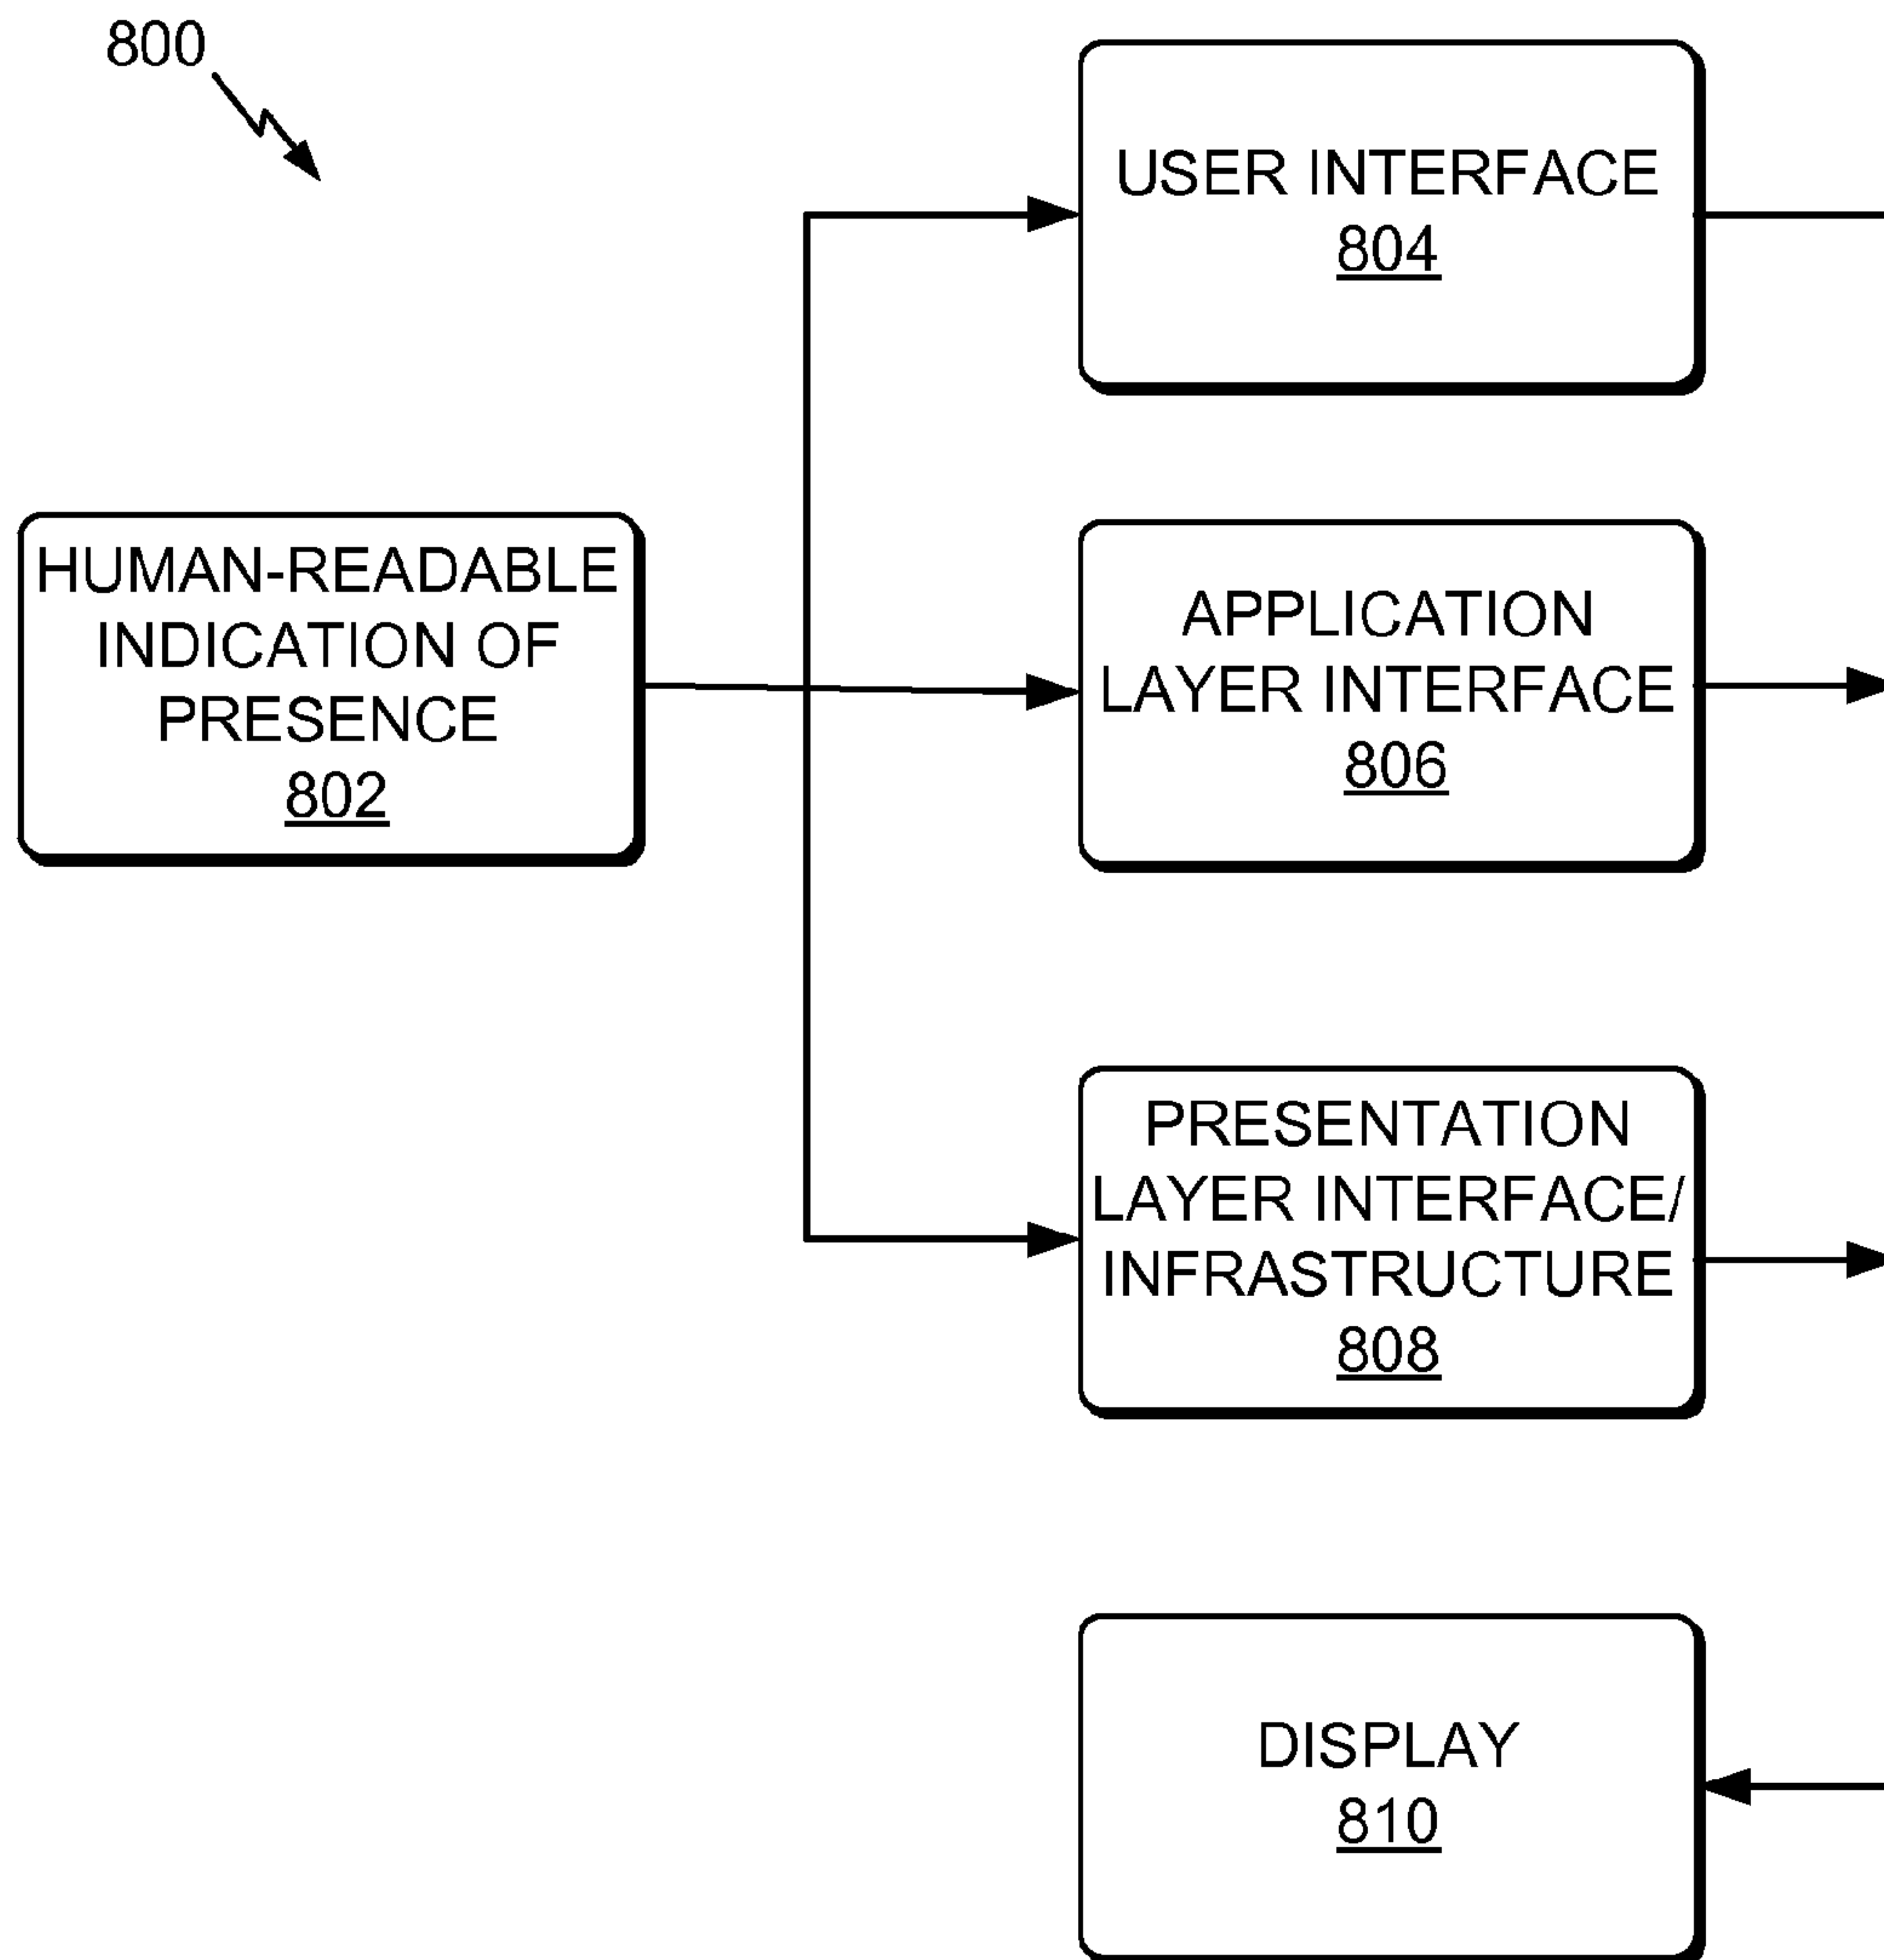 800
USER INTERFACE
804
HUMAN-READABLE
INDICATION OF
PRESENCE
802
APPLICATION
LAYER INTERFACE
806
PRESENTATION
LAYER INTERFACE/
INFRASTRUCTURE
808
DISPLAY
810